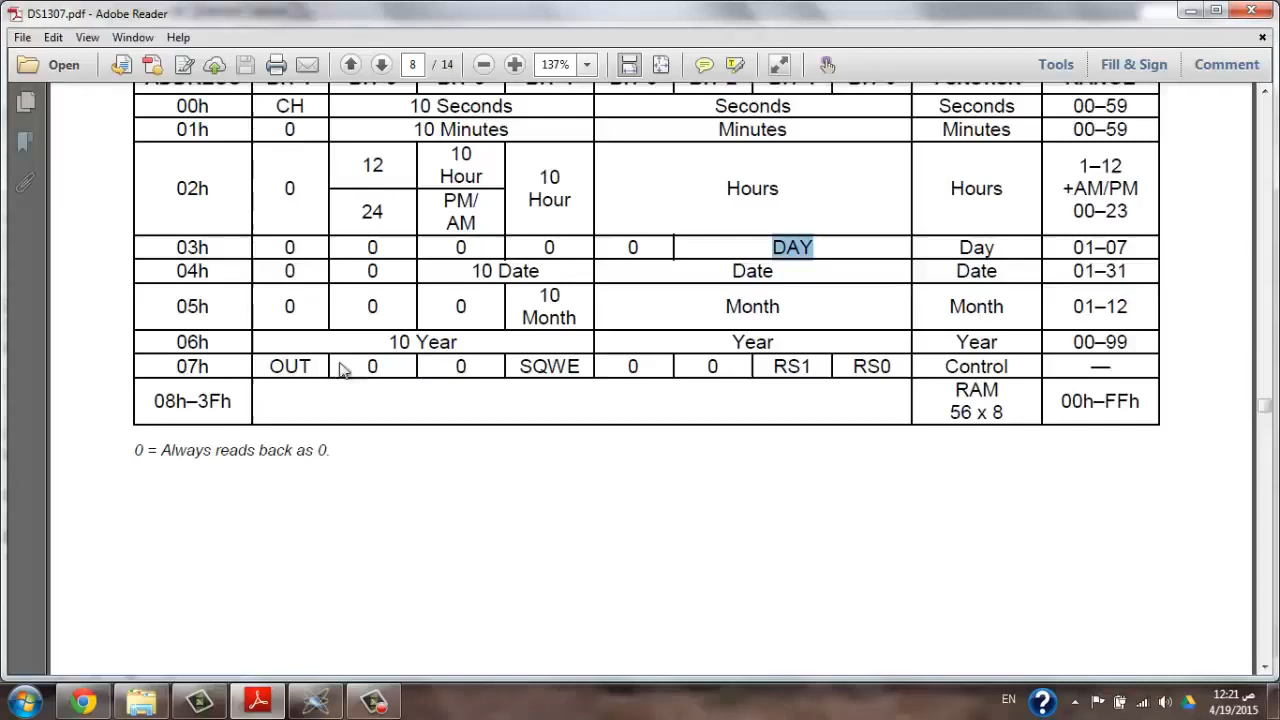 DS1307.pdf - Adobe Reader
File Edit View Window Help
Open 8 / 14 137% Tools Fill & Sign Comment
00h CH 10 Seconds Seconds Seconds 00–59
01h 0 10 Minutes Minutes Minutes 00–59
02h 0 12 10 Hour 10 Hour Hours Hours 1–12 +AM/PM 00–23
24 PM/ AM
03h 0 0 0 0 0 DAY Day 01–07
04h 0 0 10 Date Date Date 01–31
05h 0 0 0 10 Month Month Month 01–12
06h 10 Year Year Year 00–99
07h OUT 0 0 SQWE 0 0 RS1 RS0 Control —
08h–3Fh RAM 56 x 8 00h–FFh
0 = Always reads back as 0.
EN 12:21 ص
4/19/2015